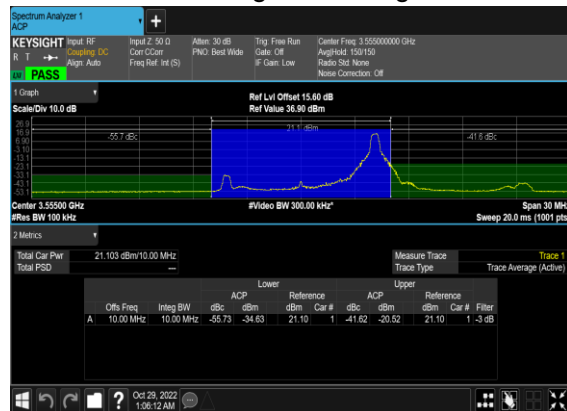 Spectrum Analyzer 1
ACP
+
KEYSIGHT Input: RF Input Z: 50 Ω Atten: 30 dB Trig: Free Run Center Freq: 3.555000000 GHz
R T Coupling: DC Corr CCorr PNO: Best Wide Gate: Off Avg|Hold: 150/150
Align: Auto Freq Ref: Int (S) IF Gain: Low Radio Std: None
LXI PASS Noise Correction: Off
1 Graph
Scale/Div 10.0 dB
Ref Lvl Offset 15.60 dB
Ref Value 36.90 dBm
26.9
16.9
6.90
-3.10
-13.1
-23.1
-33.1
-43.1
-53.1
-55.7 dBc
21.1 dBm
-41.6 dBc
Center 3.55500 GHz #Video BW 300.00 kHz* Span 30 MHz
#Res BW 100 kHz Sweep 20.0 ms (1001 pts
2 Metrics
Total Car Pwr 21.103 dBm/10.00 MHz Measure Trace Trace 1
Total PSD --- Trace Type Trace Average (Active)
Lower Upper
ACP Reference ACP Reference
Offs Freq Integ BW dBc dBm dBm Car # dBc dBm dBm Car # Filter
A 10.00 MHz 10.00 MHz -55.73 -34.63 21.10 1 -41.62 -20.52 21.10 1 -3 dB
? Oct 29, 2022
1:06:12 AM